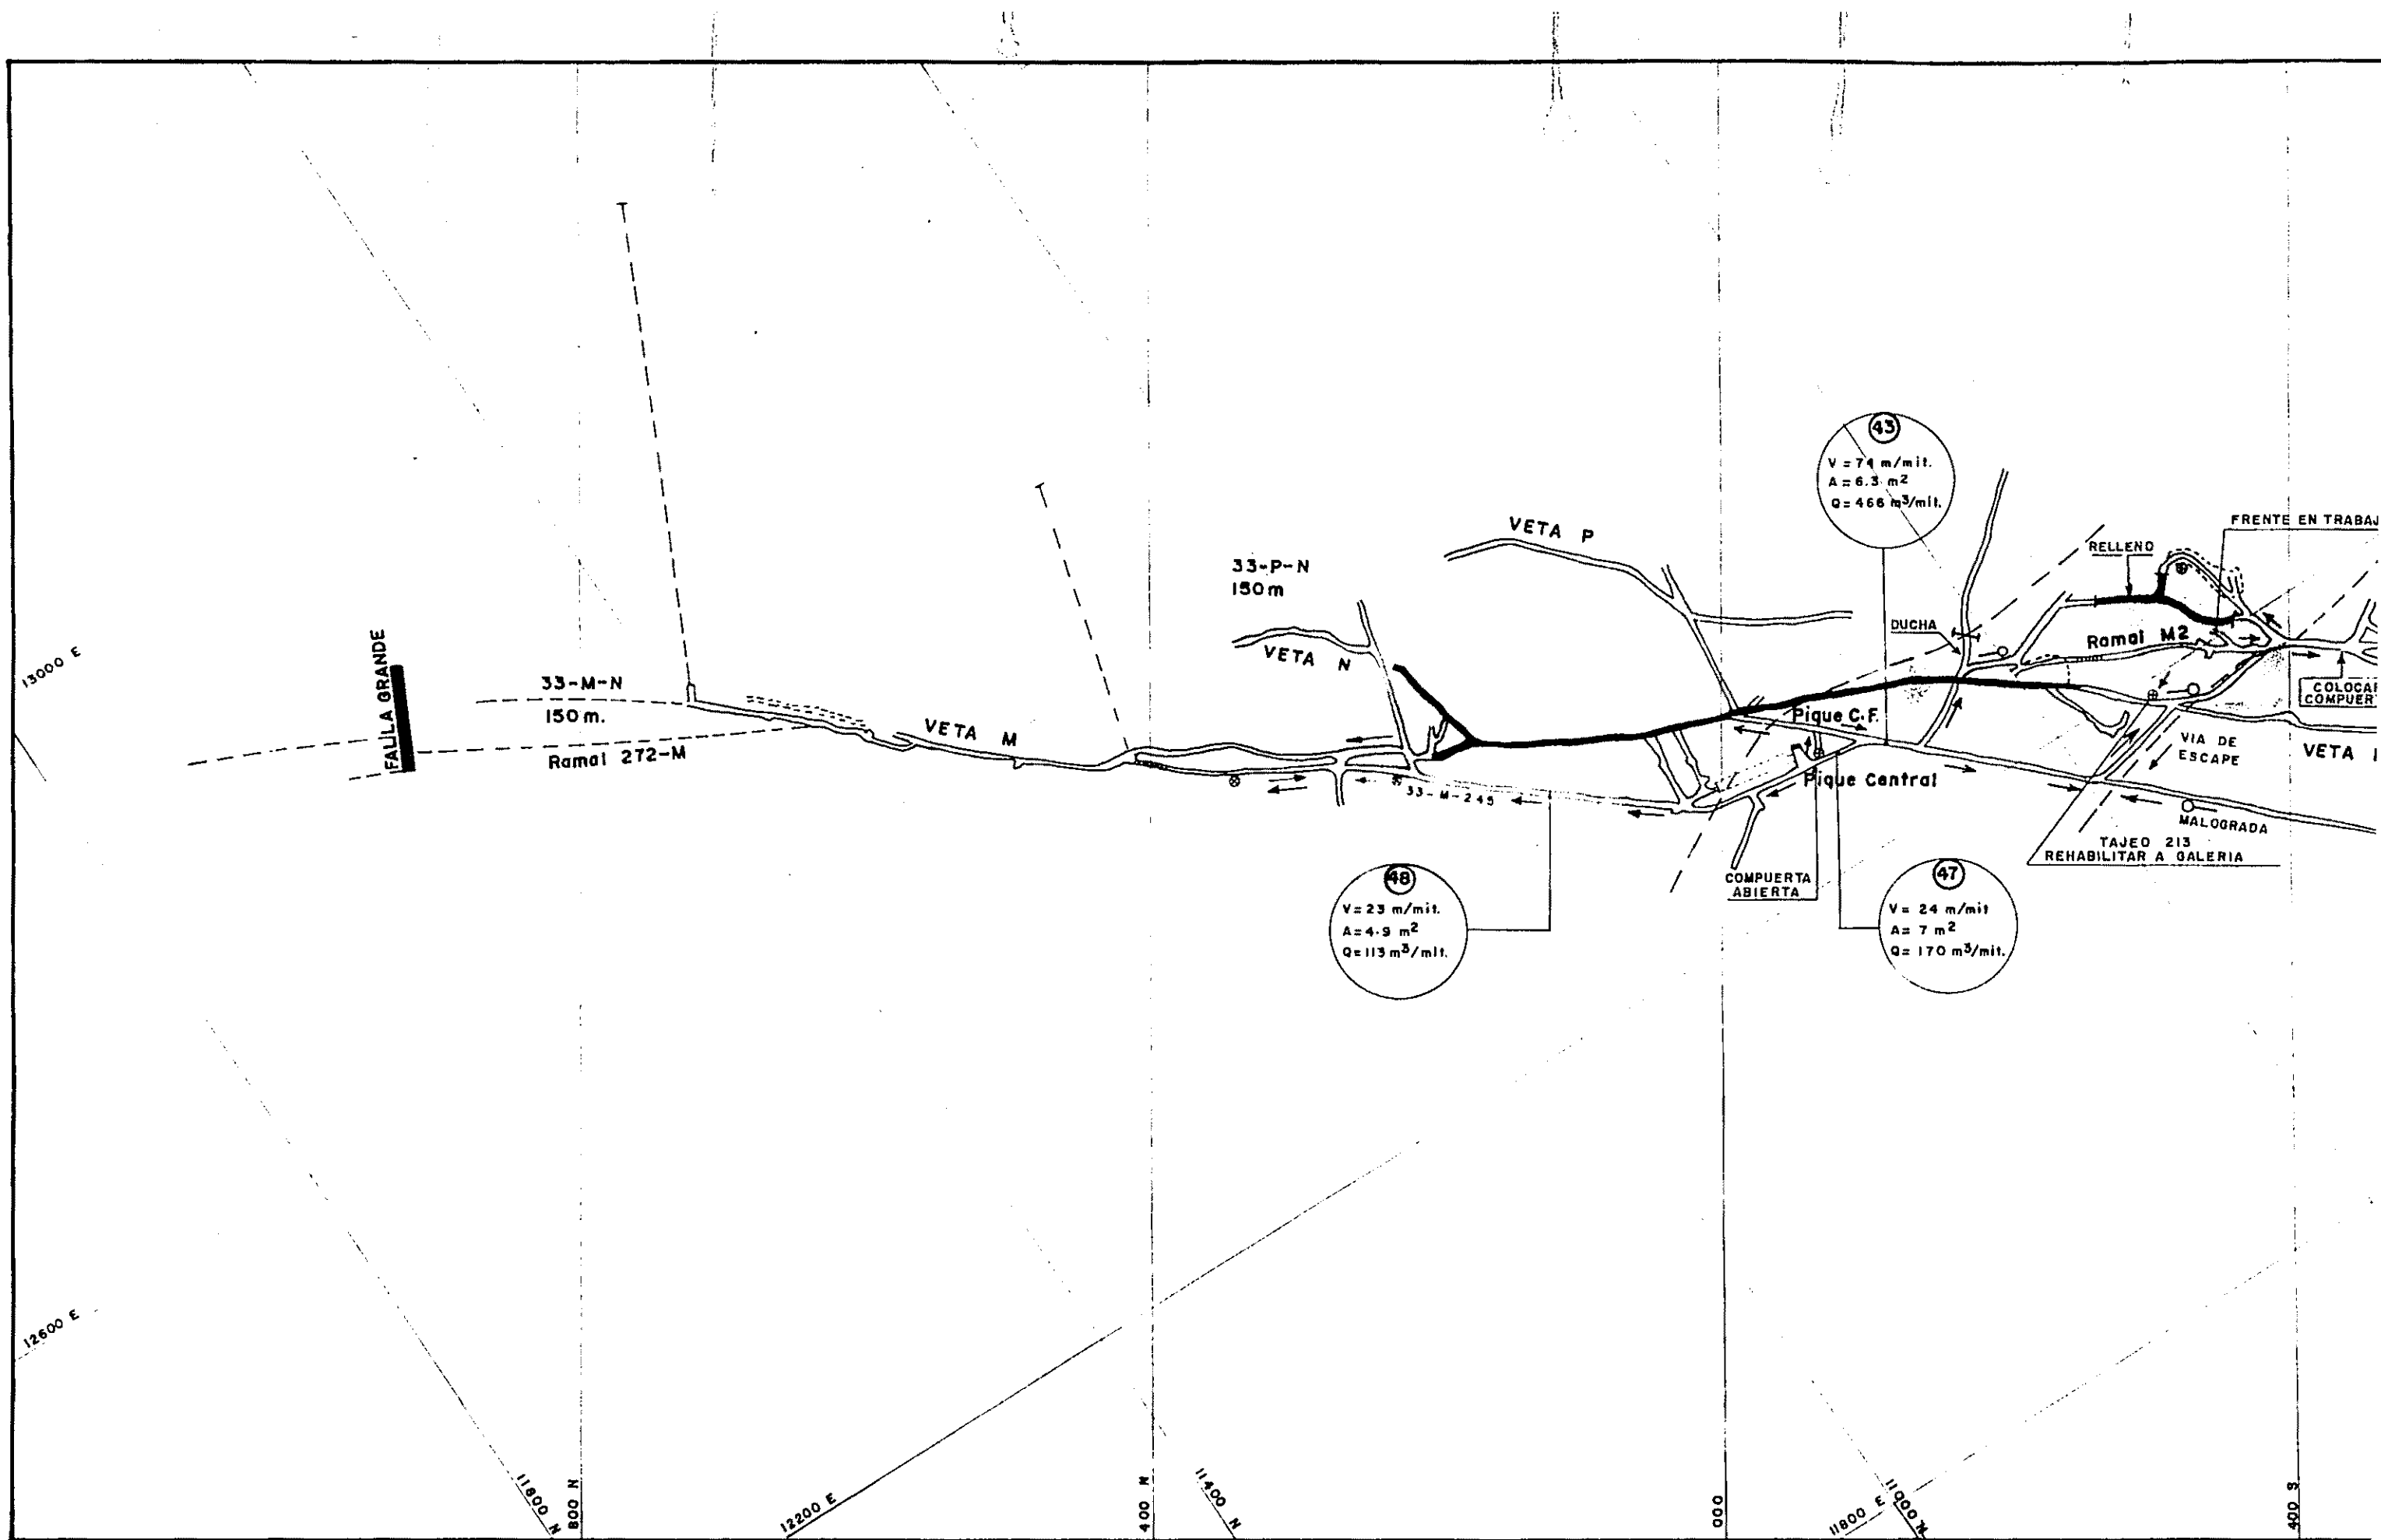 43
V = 74 m/mit.
A = 6.3 m²
Q = 466 m³/mit.
VETA P
33-P-N
150 m
VETA N
FRENTE EN TRABAJ
RELLENO
DUCHA
Ramal M2
COLOCAR
COMPUERT
13000 E
FALLA GRANDE
33-M-N
150 m.
Ramal 272-M
VETA M
Pique C.F.
Pique Central
33-M-245
VIA DE
ESCAPE
VETA
MALOGRADA
TAJEO 213
REHABILITAR A GALERIA
COMPUERTA
ABIERTA
48
V = 23 m/mit.
A = 4.9 m²
Q = 113 m³/mit.
47
V = 24 m/mit
A = 7 m²
Q = 170 m³/mit.
12600 E
11800 N
800 N
12200 E
400 N
11400 N
000
11800 E
11000 N
400 S